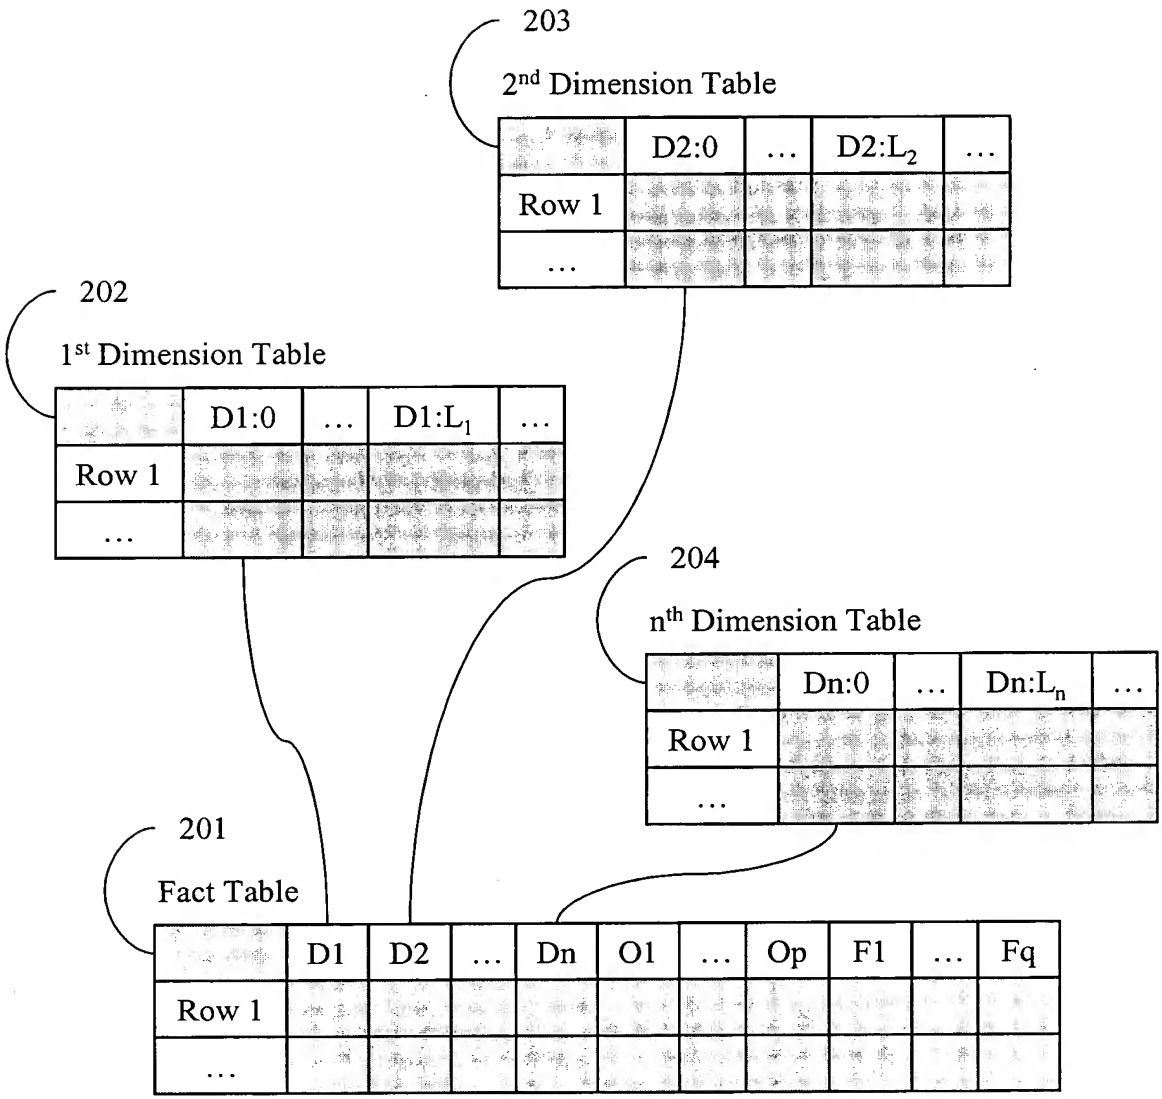 203
2nd Dimension Table
D2:0 … D2:L2 …
Row 1
…
202
1st Dimension Table
D1:0 … D1:L1 …
Row 1
…
204
nth Dimension Table
Dn:0 … Dn:Ln …
Row 1
…
201
Fact Table
D1 D2 … Dn O1 … Op F1 … Fq
Row 1
…